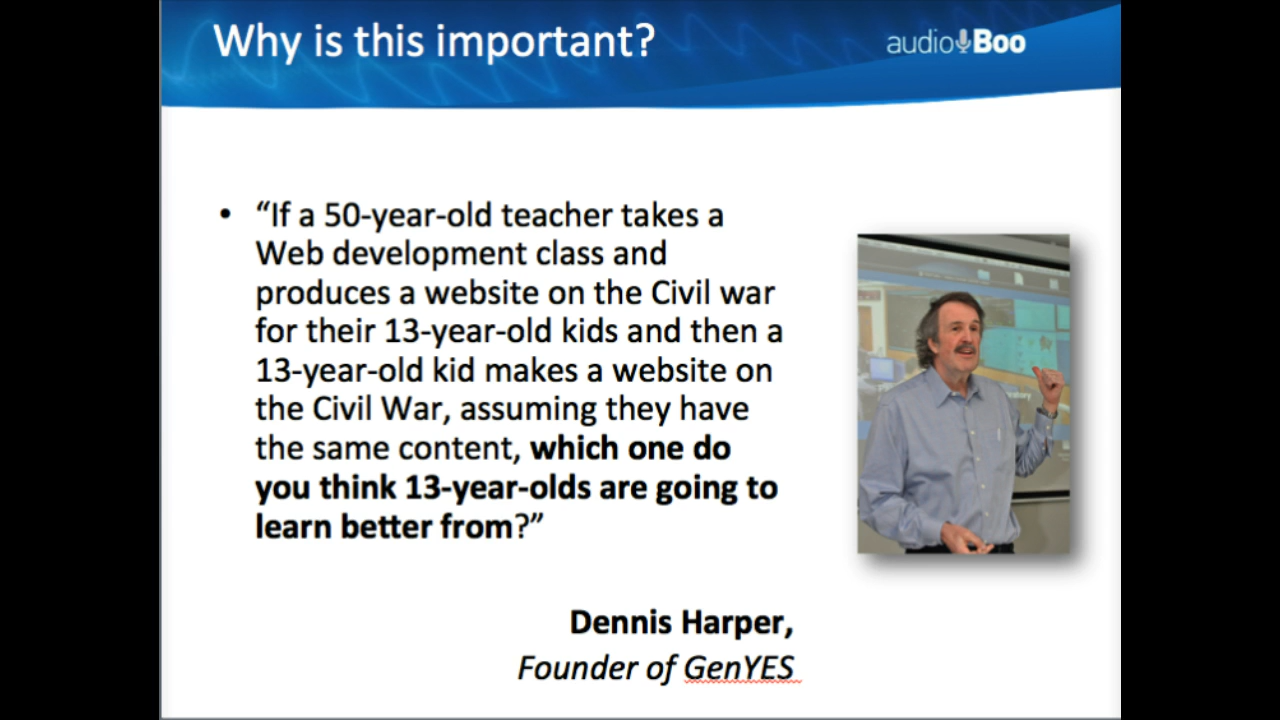 Why is this important?
audioBoo
• “If a 50-year-old teacher takes a
Web development class and
produces a website on the Civil war
for their 13-year-old kids and then a
13-year-old kid makes a website on
the Civil War, assuming they have
the same content, which one do
you think 13-year-olds are going to
learn better from?”
Dennis Harper,
Founder of GenYES